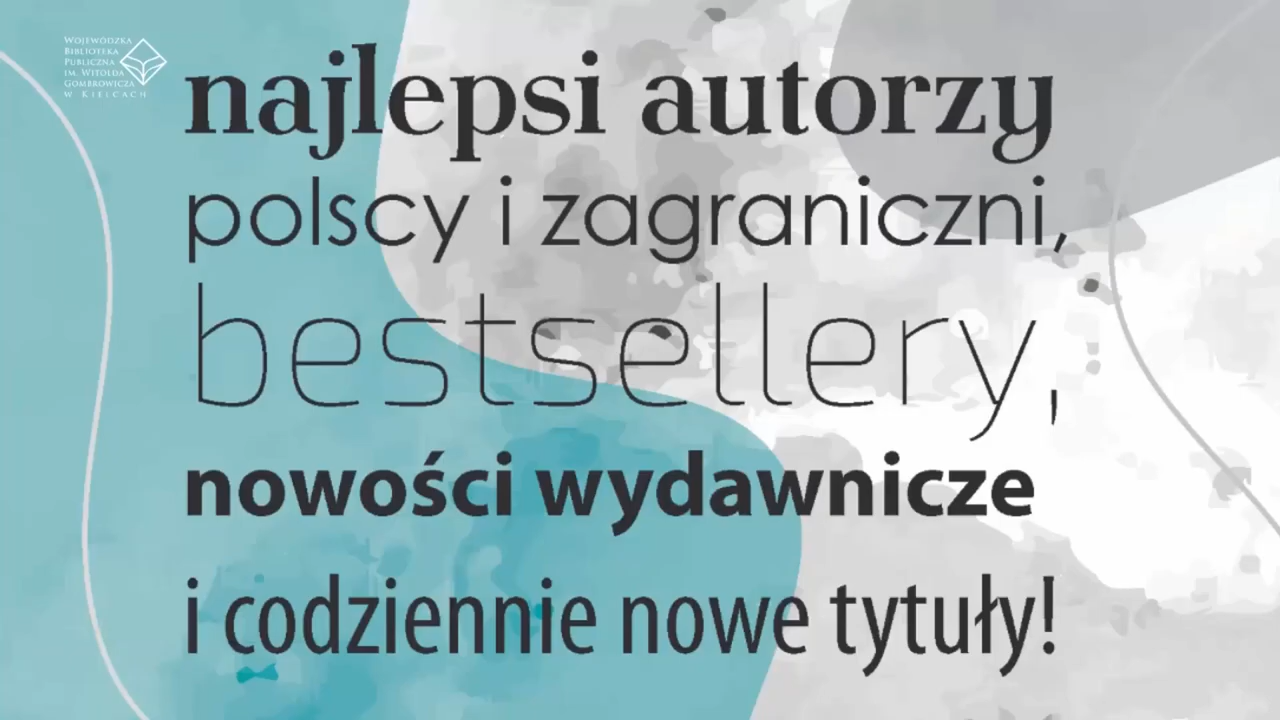 WOJEWÓDZKA
BIBLIOTEKA
PUBLICZNA
IM. WITOLDA
GOMBROWICZA
W KIELCACH
najlepsi autorzy
polscy i zagraniczni,
bestsellery,
nowości wydawnicze
i codziennie nowe tytuły!